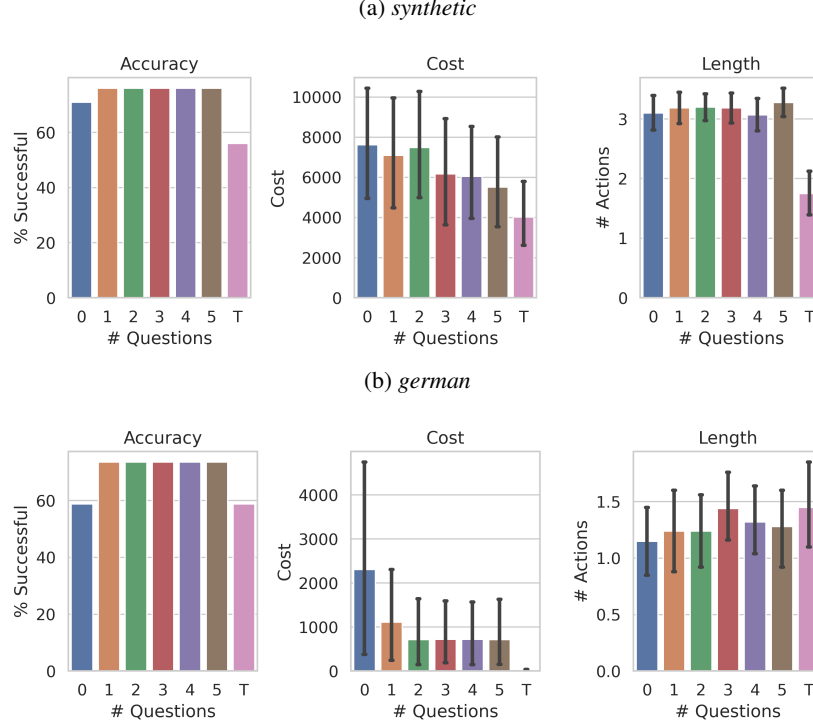 (a) synthetic
Accuracy
% Successful
60
40
20
0
0 1 2 3 4 5 T
# Questions
Cost
Cost
10000
8000
6000
4000
2000
0
0 1 2 3 4 5 T
# Questions
Length
# Actions
3
2
1
0
0 1 2 3 4 5 T
# Questions
(b) german
Accuracy
% Successful
60
40
20
0
0 1 2 3 4 5 T
# Questions
Cost
Cost
4000
3000
2000
1000
0
0 1 2 3 4 5 T
# Questions
Length
# Actions
1.5
1.0
0.5
0.0
0 1 2 3 4 5 T
# Questions